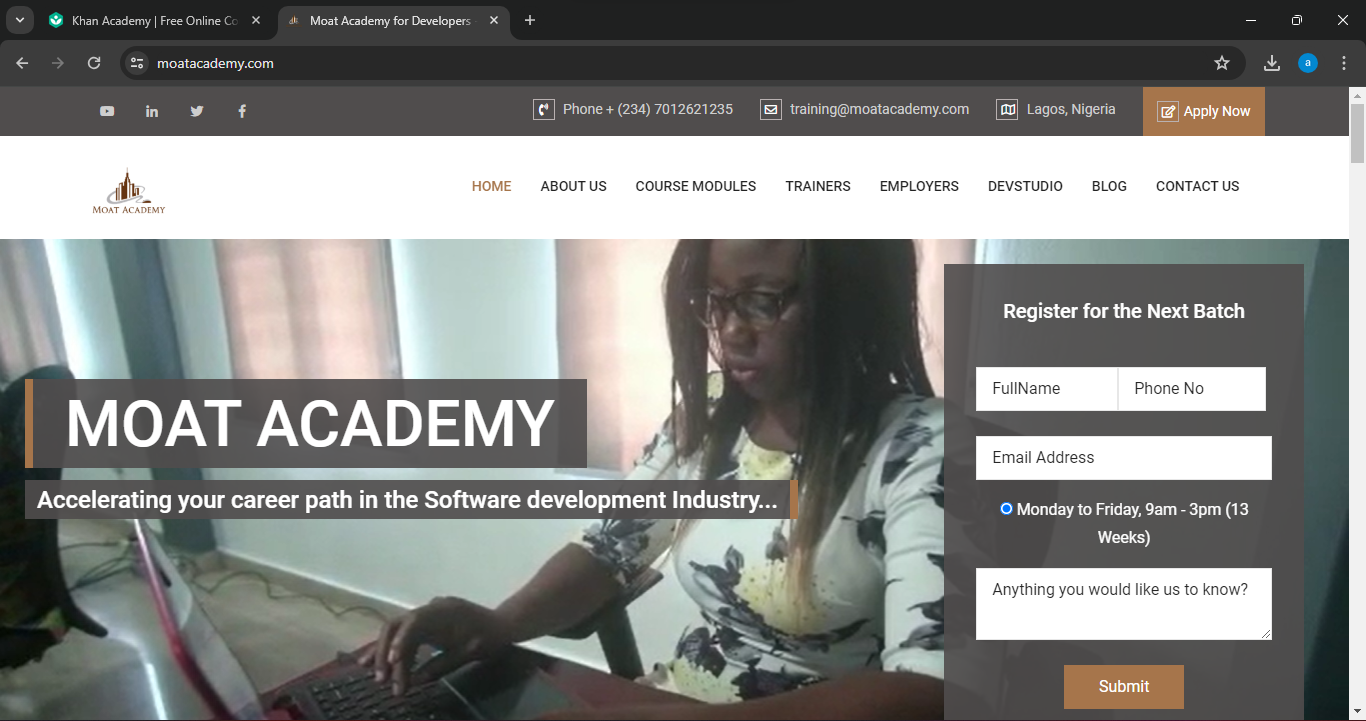 Khan Academy | Free Online Co
Moat Academy for Developers
moatacademy.com
a
Phone + (234) 7012621235
training@moatacademy.com
Lagos, Nigeria
Apply Now
MOAT ACADEMY
HOME
ABOUT US
COURSE MODULES
TRAINERS
EMPLOYERS
DEVSTUDIO
BLOG
CONTACT US
MOAT ACADEMY
Accelerating your career path in the Software development Industry...
Register for the Next Batch
FullName
Phone No
Email Address
Monday to Friday, 9am - 3pm (13
Weeks)
Anything you would like us to know?
Submit